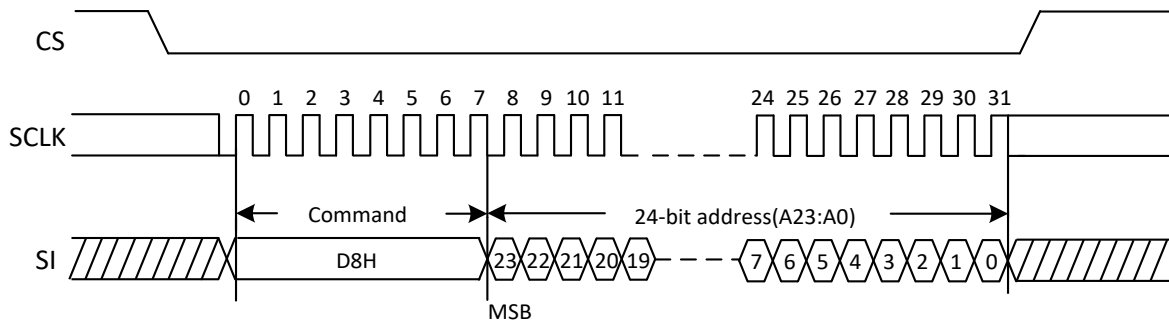 CS
0 1 2 3 4 5 6 7 8 9 10 11 24 25 26 27 28 29 30 31
SCLK
Command 24-bit address(A23:A0)
SI D8H 23 22 21 20 19 7 6 5 4 3 2 1 0
MSB